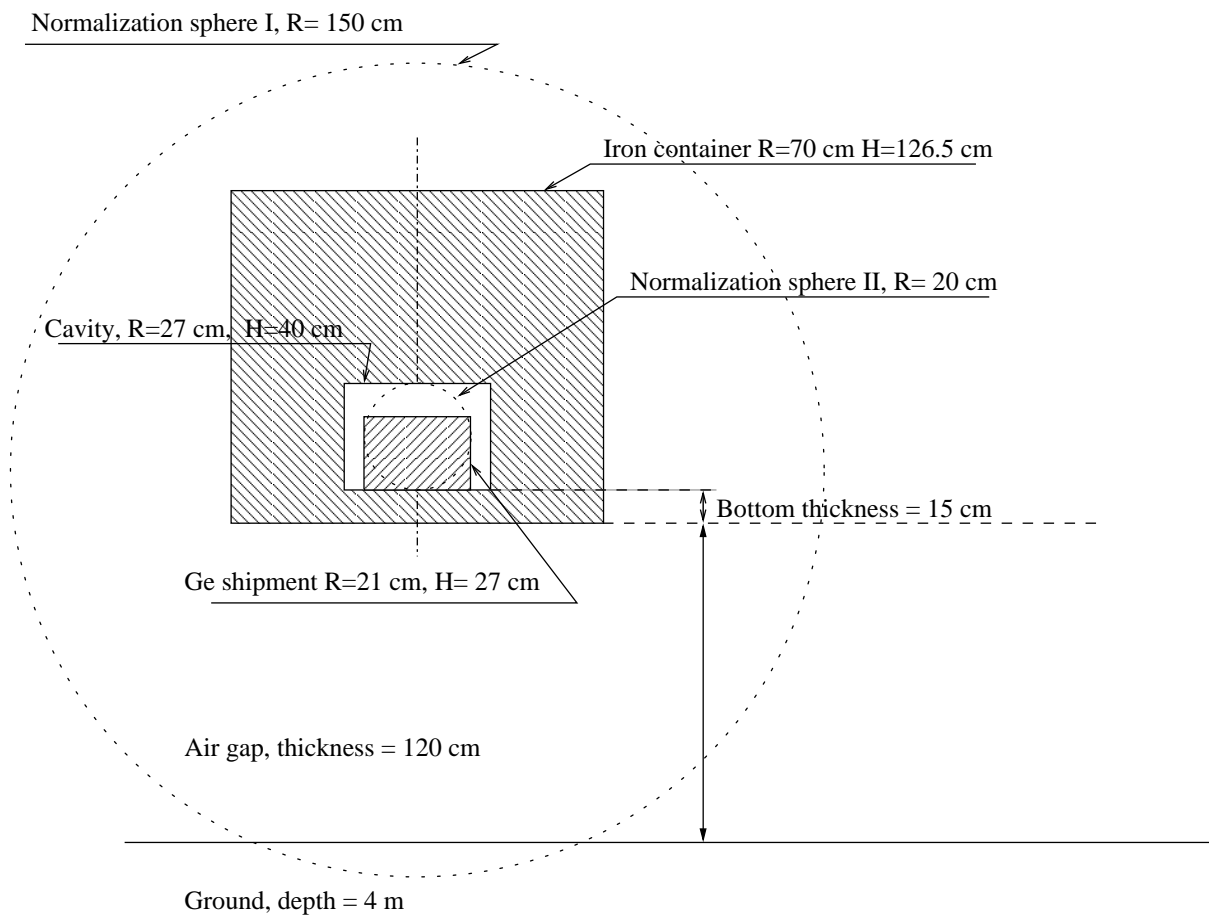 Normalization sphere I, R= 150 cm
Iron container R=70 cm H=126.5 cm
Normalization sphere II, R= 20 cm
Cavity, R=27 cm, H=40 cm
Bottom thickness = 15 cm
Ge shipment R=21 cm, H= 27 cm
Air gap, thickness = 120 cm
Ground, depth = 4 m